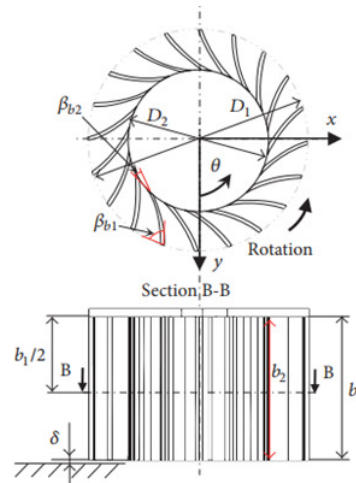 β_b2
D_2
D_1
x
θ
β_b1
Rotation
y
Section B-B
b_1/2
B
b_2
B
b
δ